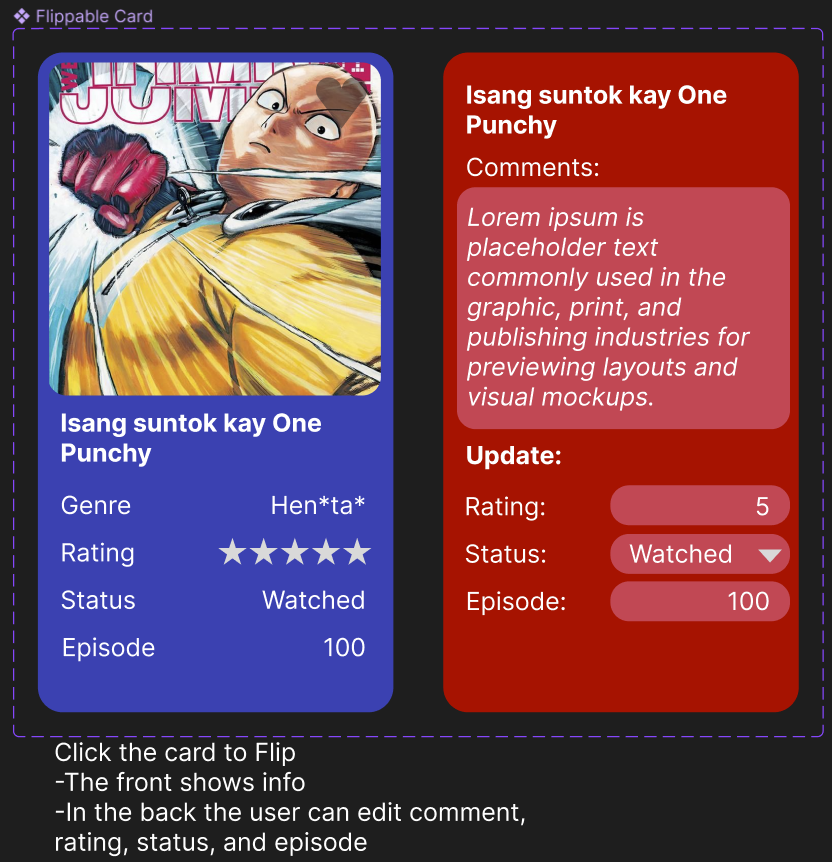 Flippable Card
JUMP
Isang suntok kay One
Punchy
Genre
Hen*ta*
Rating
Status
Watched
Episode
100
Isang suntok kay One
Punchy
Comments:
Lorem ipsum is
placeholder text
commonly used in the
graphic, print, and
publishing industries for
previewing layouts and
visual mockups.
Update:
Rating:
5
Status:
Watched
Episode:
100
Click the card to Flip
-The front shows info
-In the back the user can edit comment,
rating, status, and episode